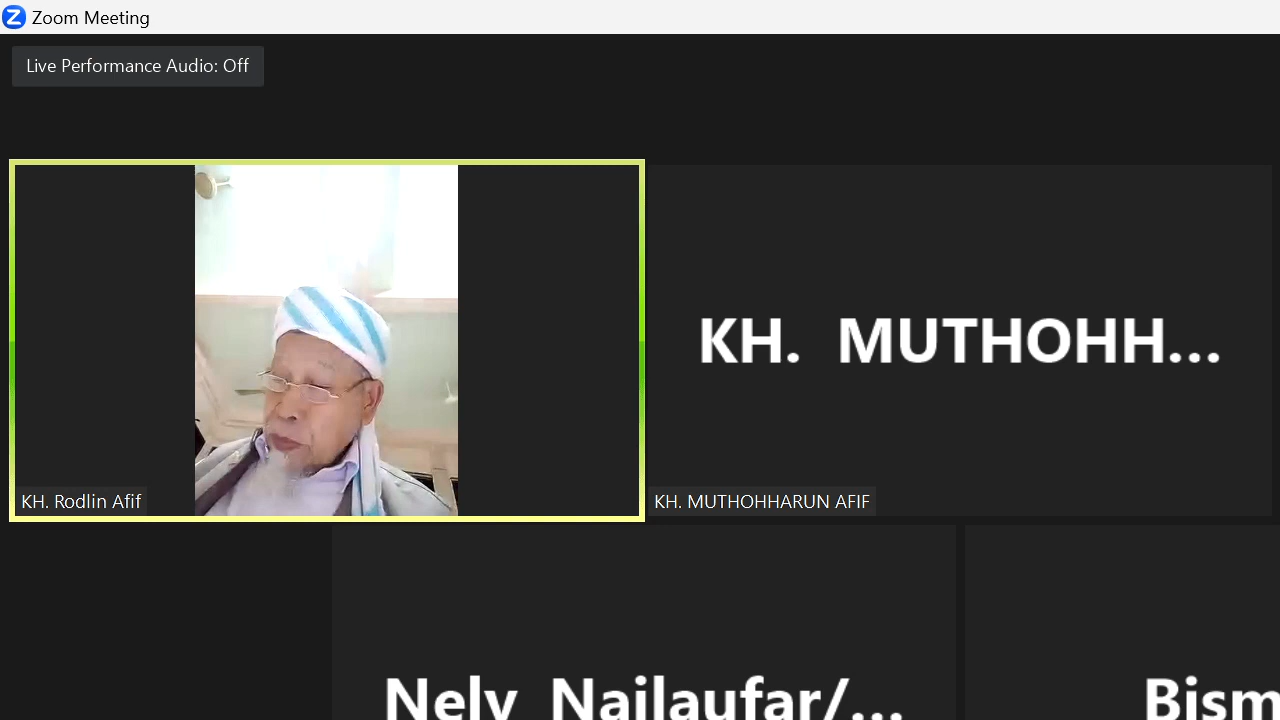 Zoom Meeting
Live Performance Audio: Off
KH. MUTHOHH...
KH. Rodlin Afif
KH. MUTHOHHARUN AFIF
Nely Nailaufar/...
Bism